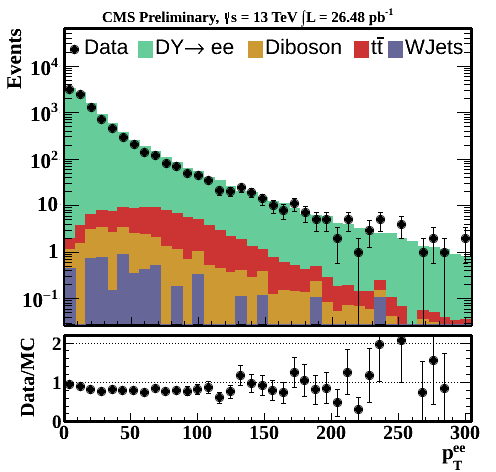 CMS Preliminary, √s = 13 TeV ∫L = 26.48 pb⁻¹
Events
Data DY→ ee Diboson tt̄ WJets
10⁴
10³
10²
10
1
10⁻¹
Data/MC
2
1
0
0 50 100 150 200 250 300
p_T^ee